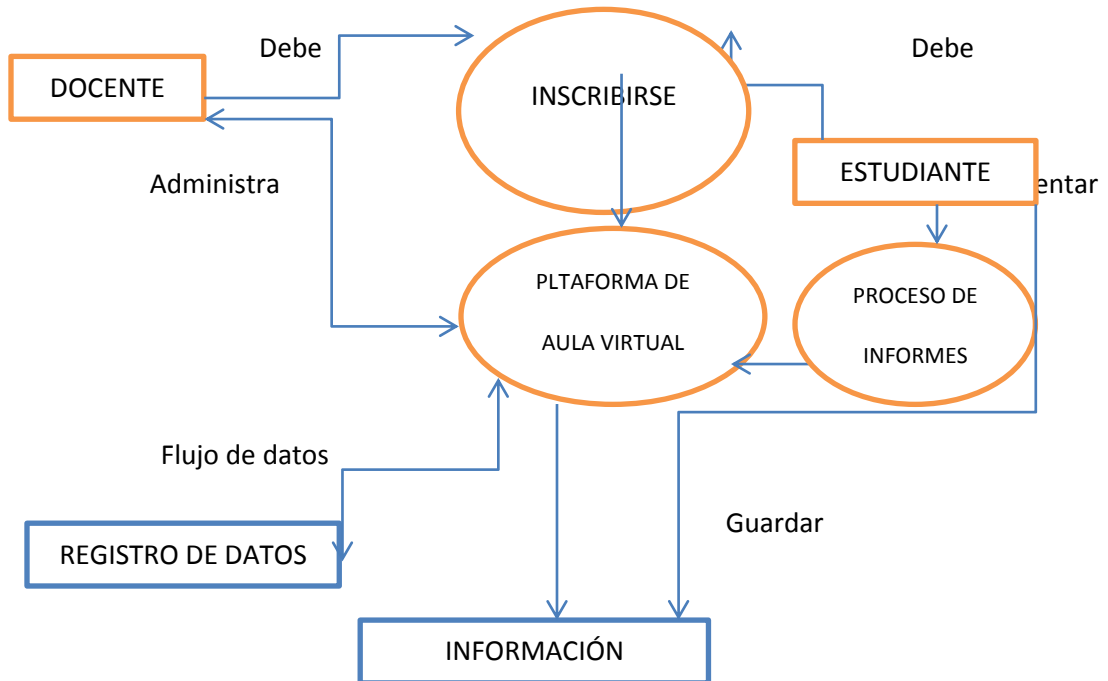 Debe
Debe
DOCENTE
INSCRIBIRSE
Administra
ESTUDIANTE
entar
PLTAFORMA DE
AULA VIRTUAL
PROCESO DE
INFORMES
Flujo de datos
Guardar
REGISTRO DE DATOS
INFORMACIÓN